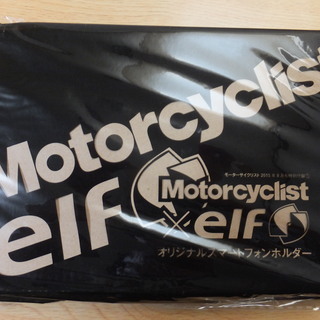 Motorcyclist
elf
モーターサイクリスト 2013
Motorcyclist
× elf
オリジナルスマートフォンホルダー